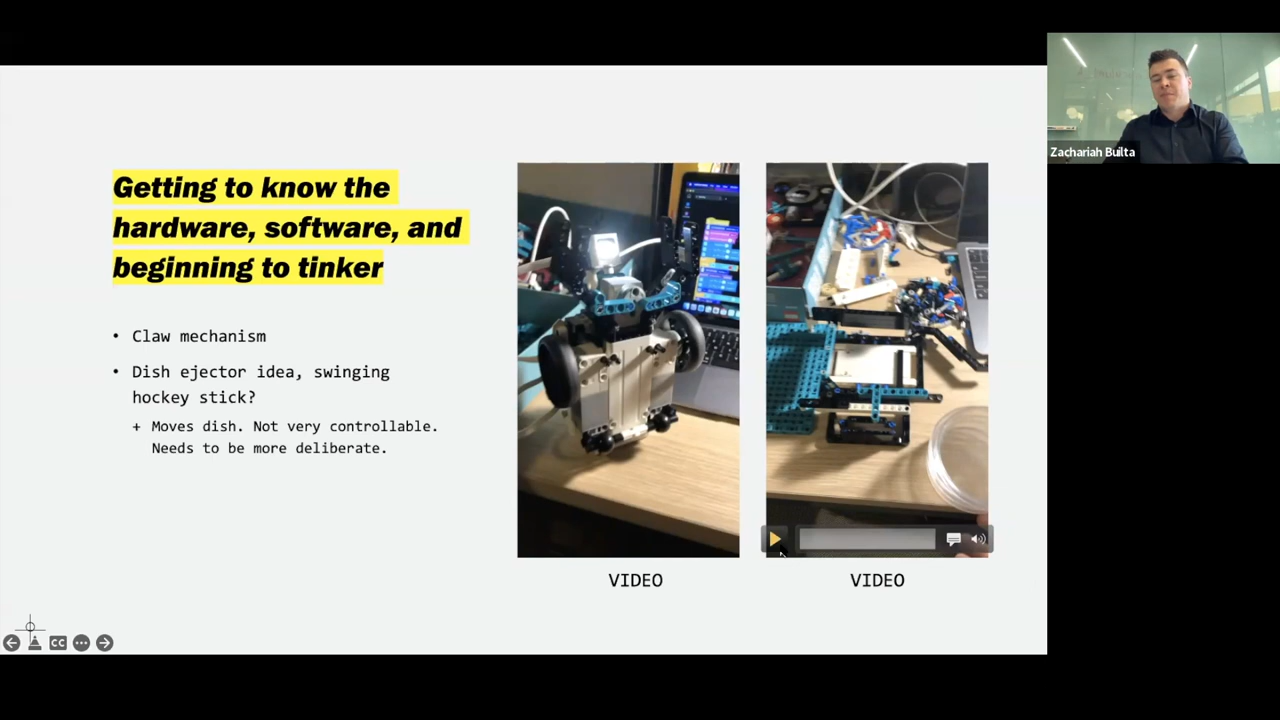 Getting to know the
hardware, software, and
beginning to tinker
• Claw mechanism
• Dish ejector idea, swinging
hockey stick?
+ Moves dish. Not very controllable.
Needs to be more deliberate.
VIDEO
VIDEO
CC
Zachariah Builta